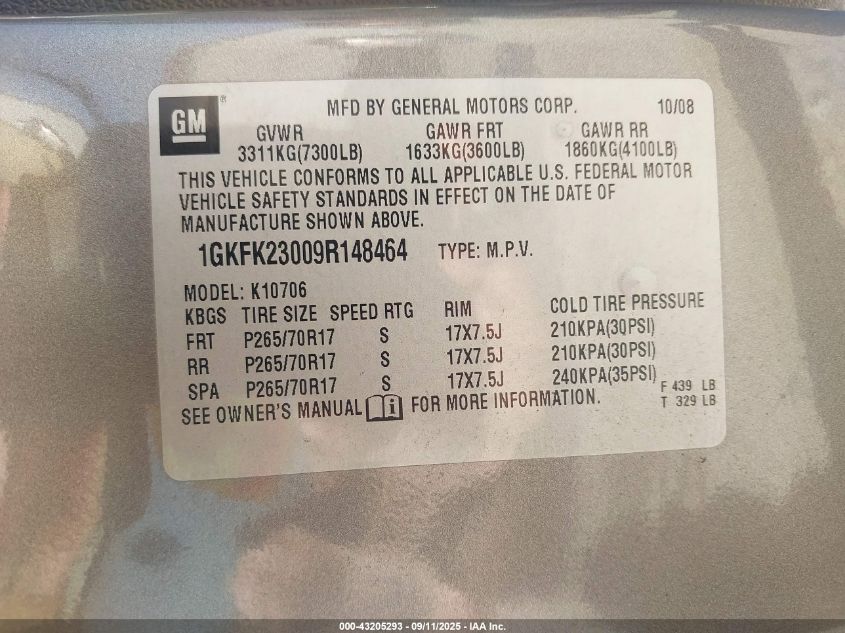 GM ® MFD BY GENERAL MOTORS CORP. 10/08
GVWR GAWR FRT GAWR RR
3311KG(7300LB) 1633KG(3600LB) 1860KG(4100LB)
THIS VEHICLE CONFORMS TO ALL APPLICABLE U.S. FEDERAL MOTOR
VEHICLE SAFETY STANDARDS IN EFFECT ON THE DATE OF
MANUFACTURE SHOWN ABOVE.
1GKFK23009R148464 TYPE: M.P.V.
MODEL: K10706
KBGS TIRE SIZE SPEED RTG RIM COLD TIRE PRESSURE
FRT P265/70R17 S 17X7.5J 210KPA(30PSI)
RR P265/70R17 S 17X7.5J 210KPA(30PSI)
SPA P265/70R17 S 17X7.5J 240KPA(35PSI)
F 439 LB
T 329 LB
SEE OWNER'S MANUAL i FOR MORE INFORMATION.
000-43205293 - 09/11/2025 - IAA Inc.